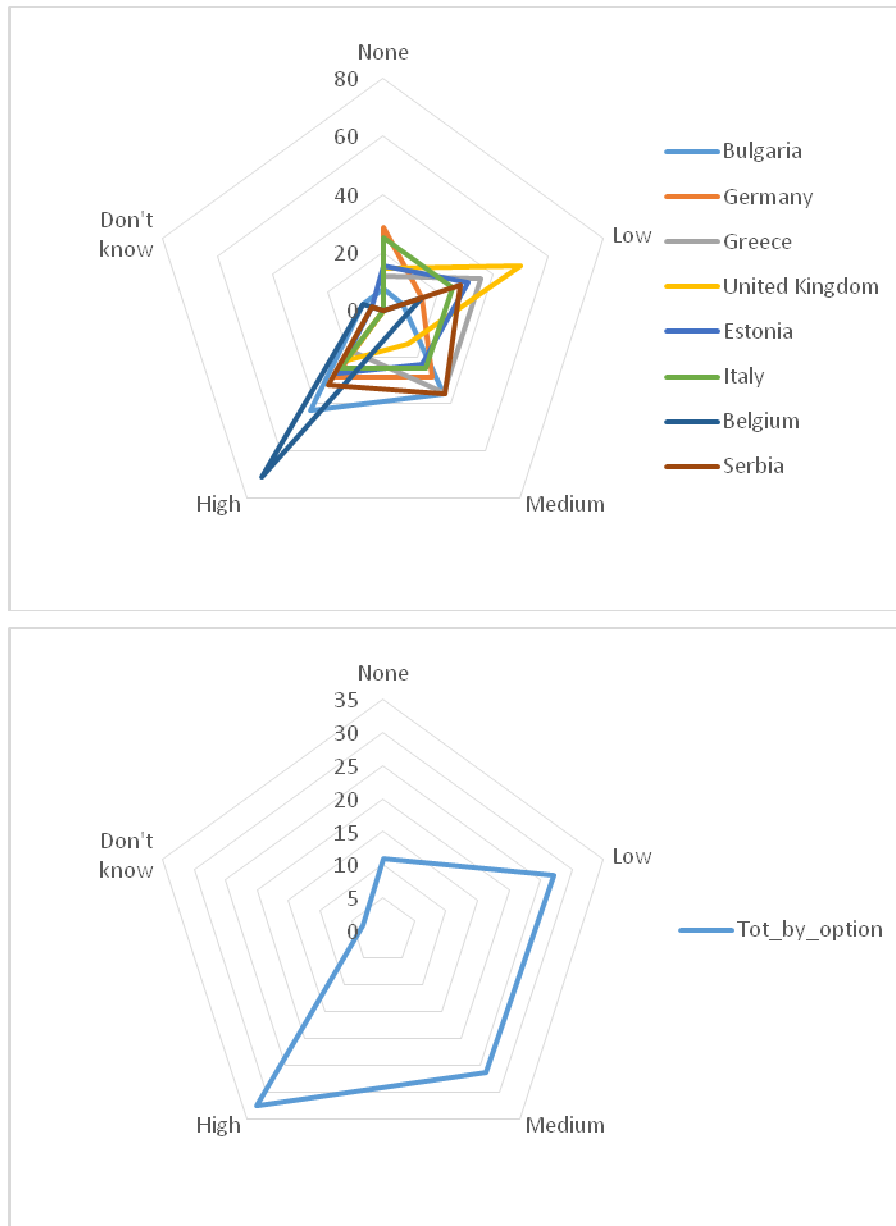 None
80
60
40
20
0
Don't
know
Low
High
Medium
Bulgaria
Germany
Greece
United Kingdom
Estonia
Italy
Belgium
Serbia
None
35
30
25
20
15
10
5
0
Don't
know
Low
High
Medium
Tot_by_option